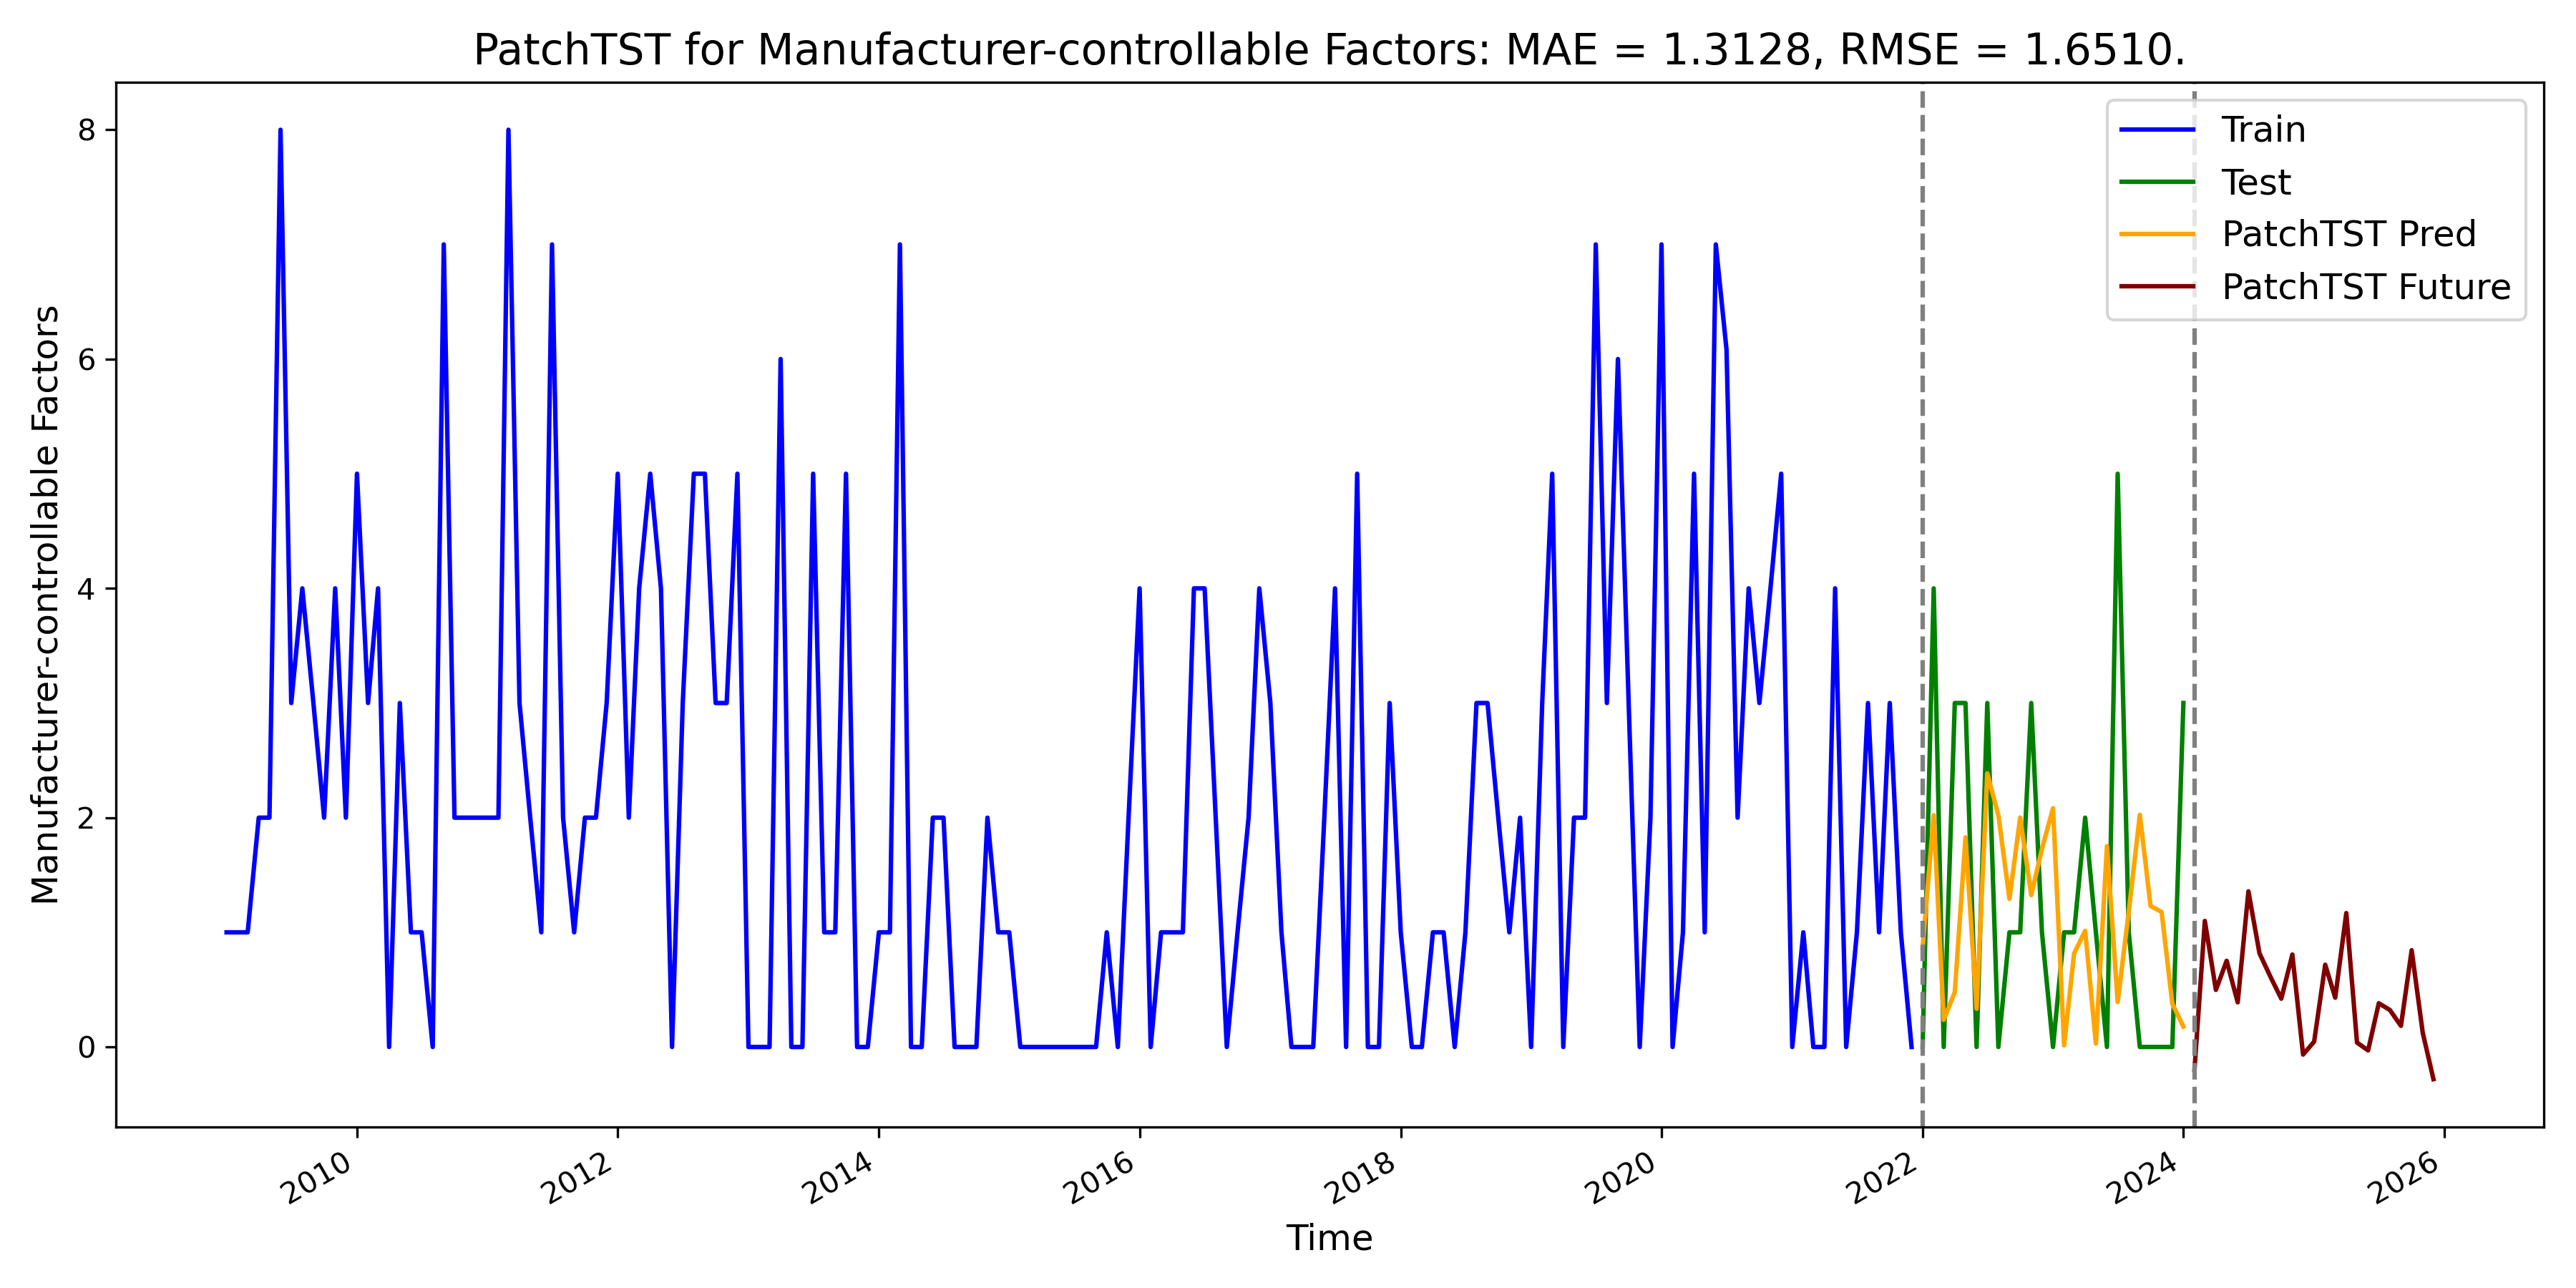 PatchTST for Manufacturer-controllable Factors: MAE = 1.3128, RMSE = 1.6510.
Train
Test
PatchTST Pred
PatchTST Future
Manufacturer-controllable Factors
8
6
4
2
0
2010
2012
2014
2016
2018
2020
2022
2024
2026
Time